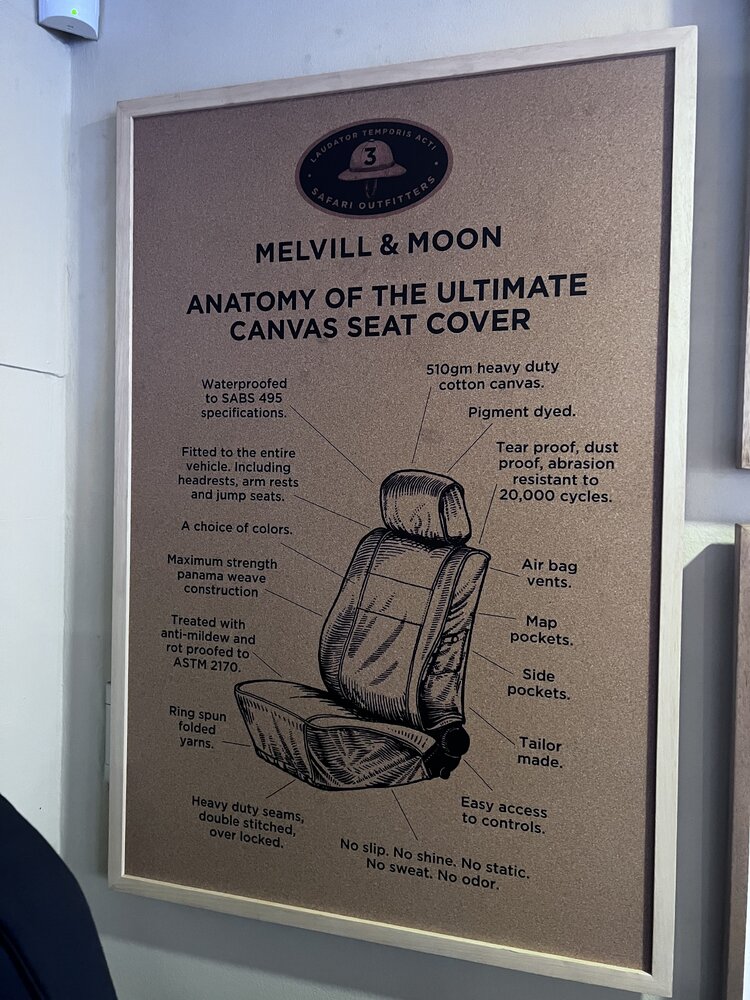 LAUDATOR TEMPORIS ACTI
3
SAFARI OUTFITTERS
MELVILL & MOON
ANATOMY OF THE ULTIMATE
CANVAS SEAT COVER
Waterproofed
to SABS 495
specifications.
510gm heavy duty
cotton canvas.
Pigment dyed.
Fitted to the entire
vehicle. Including
headrests, arm rests
and jump seats.
Tear proof, dust
proof, abrasion
resistant to
20,000 cycles.
A choice of colors.
Maximum strength
panama weave
construction
Air bag
vents.
Treated with
anti-mildew and
rot proofed to
ASTM 2170.
Map
pockets.
Side
pockets.
Ring spun
folded
yarns.
Tailor
made.
Heavy duty seams,
double stitched,
over locked.
Easy access
to controls.
No slip. No shine. No static.
No sweat. No odor.